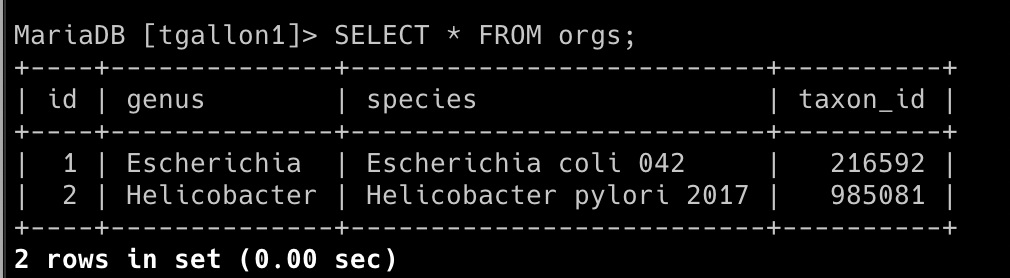 MariaDB [tgallon1]> SELECT * FROM orgs;
+----+--------------+--------------------------+----------+
| id | genus        | species                  | taxon_id |
+----+--------------+--------------------------+----------+
|  1 | Escherichia  | Escherichia coli 042     |   216592 |
|  2 | Helicobacter | Helicobacter pylori 2017 |   985081 |
+----+--------------+--------------------------+----------+
2 rows in set (0.00 sec)